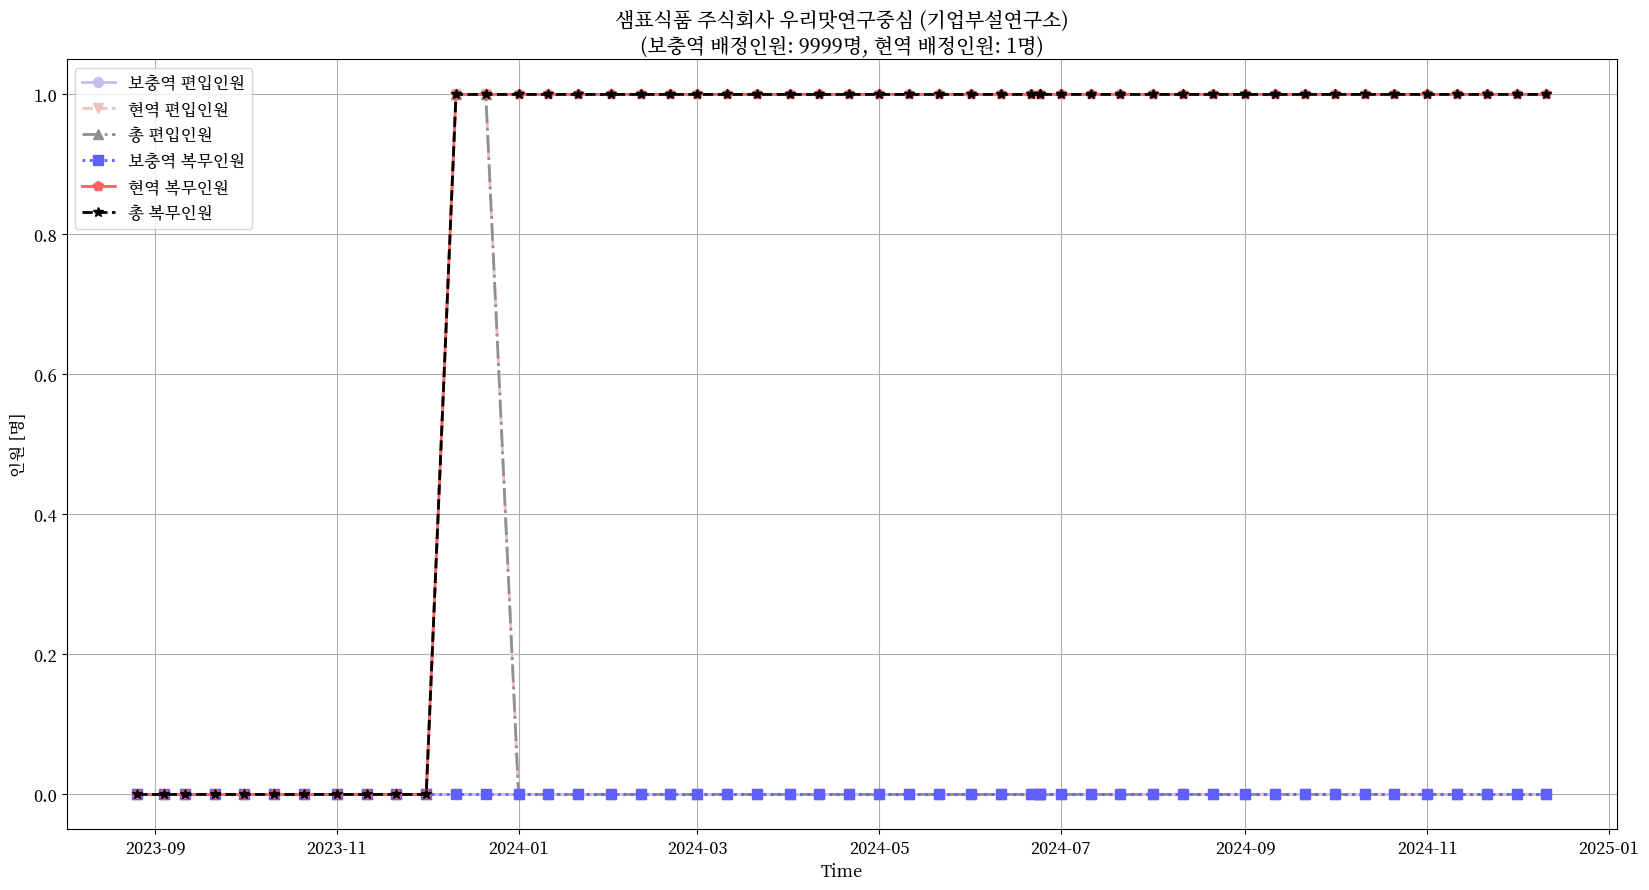 샘표식품 주식회사 우리맛연구중심 (기업부설연구소)
(보충역 배정인원: 9999명, 현역 배정인원: 1명)
보충역 편입인원
현역 편입인원
총 편입인원
보충역 복무인원
현역 복무인원
총 복무인원
1.0
0.8
0.6
0.4
0.2
0.0
인원 [명]
2023-09 2023-11 2024-01 2024-03 2024-05 2024-07 2024-09 2024-11 2025-01
Time